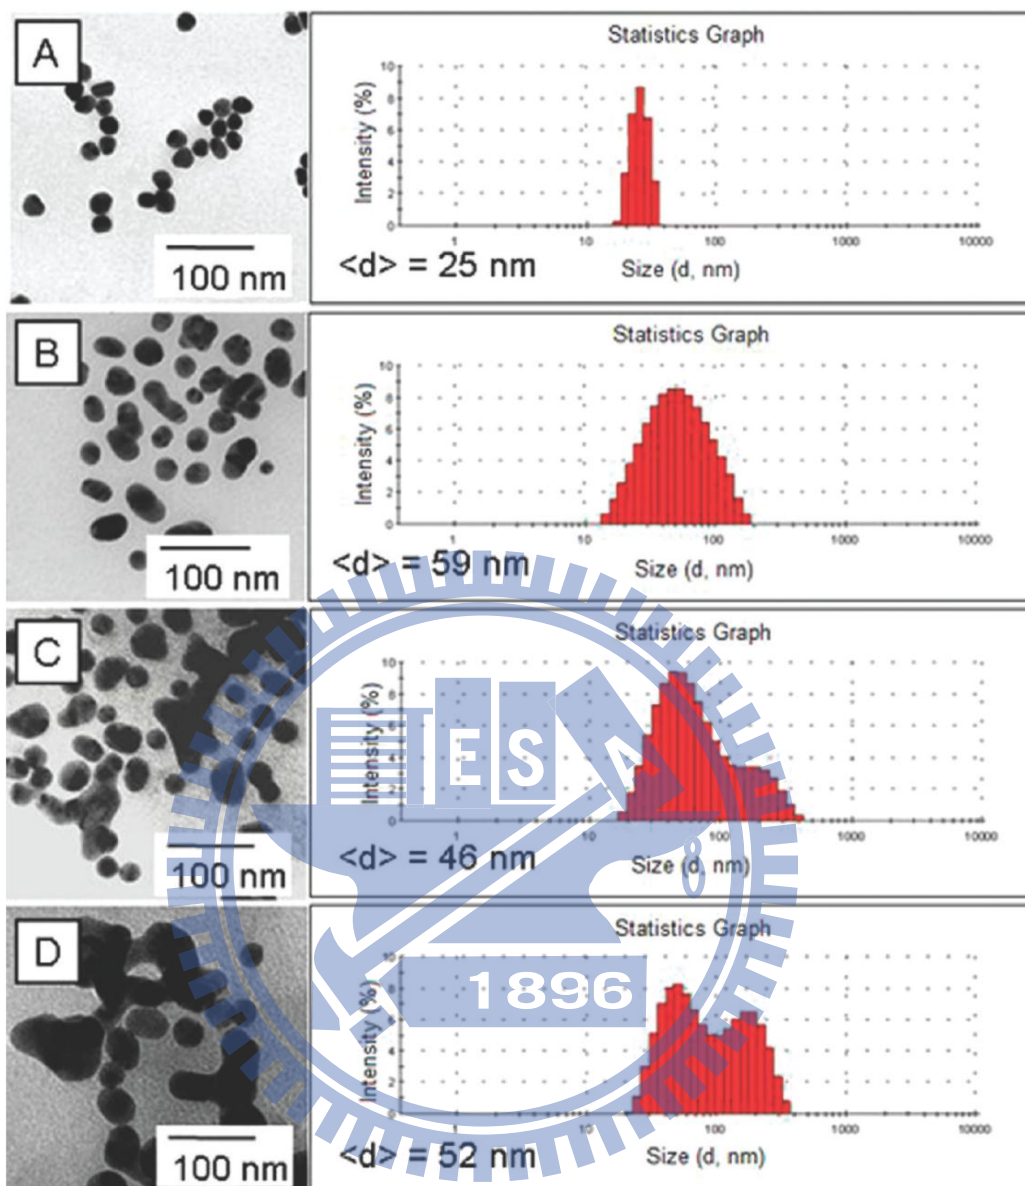 A
100 nm
Statistics Graph
Intensity (%)
10
8
6
4
2
0
1
10
100
1000
10000
Size (d, nm)
<d> = 25 nm
B
100 nm
Statistics Graph
Intensity (%)
10
8
6
4
2
0
1
10
100
1000
10000
Size (d, nm)
<d> = 59 nm
C
100 nm
Statistics Graph
Intensity (%)
10
8
6
4
2
0
1
10
100
1000
10000
Size (d, nm)
<d> = 46 nm
D
100 nm
Statistics Graph
Intensity (%)
10
8
6
4
2
0
1
10
100
1000
10000
Size (d, nm)
<d> = 52 nm
E S A
8
1896